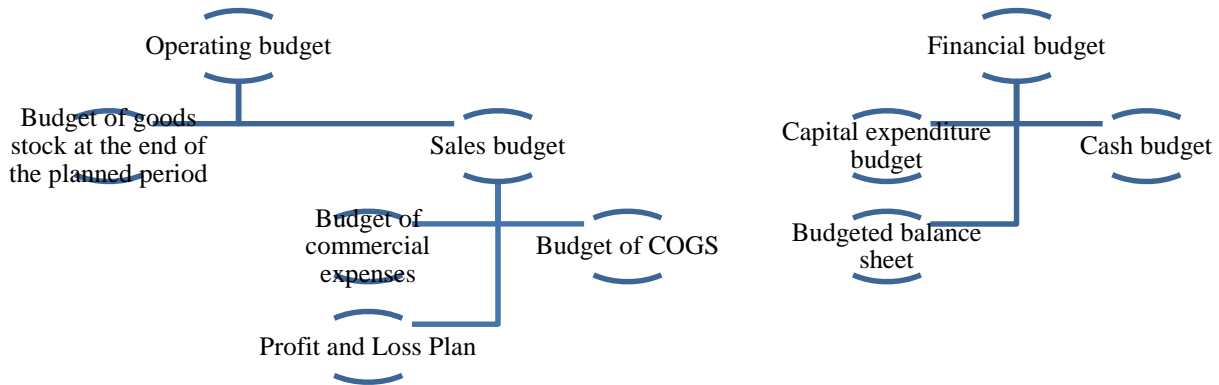 Operating budget
Financial budget
Budget of goods
stock at the end of
the planned period
Sales budget
Capital expenditure
budget
Cash budget
Budget of
commercial
expenses
Budget of COGS
Budgeted balance
sheet
Profit and Loss Plan